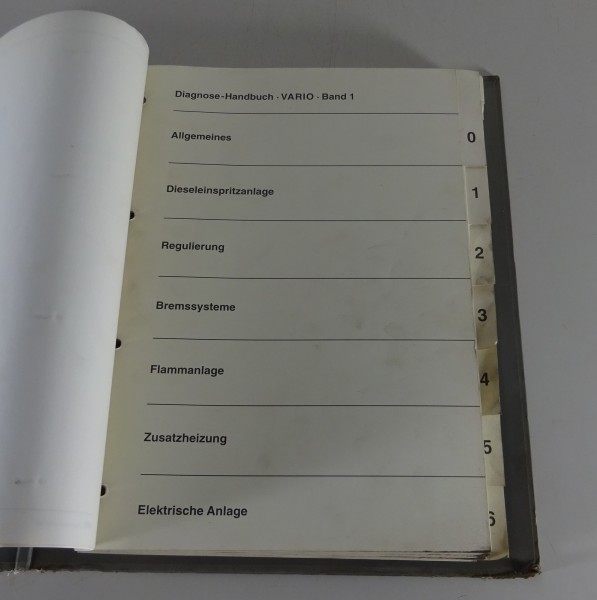 Diagnose-Handbuch · VARIO · Band 1
Allgemeines 0
Dieseleinspritzanlage 1
Regulierung 2
Bremssysteme 3
Flammanlage 4
Zusatzheizung 5
Elektrische Anlage 6